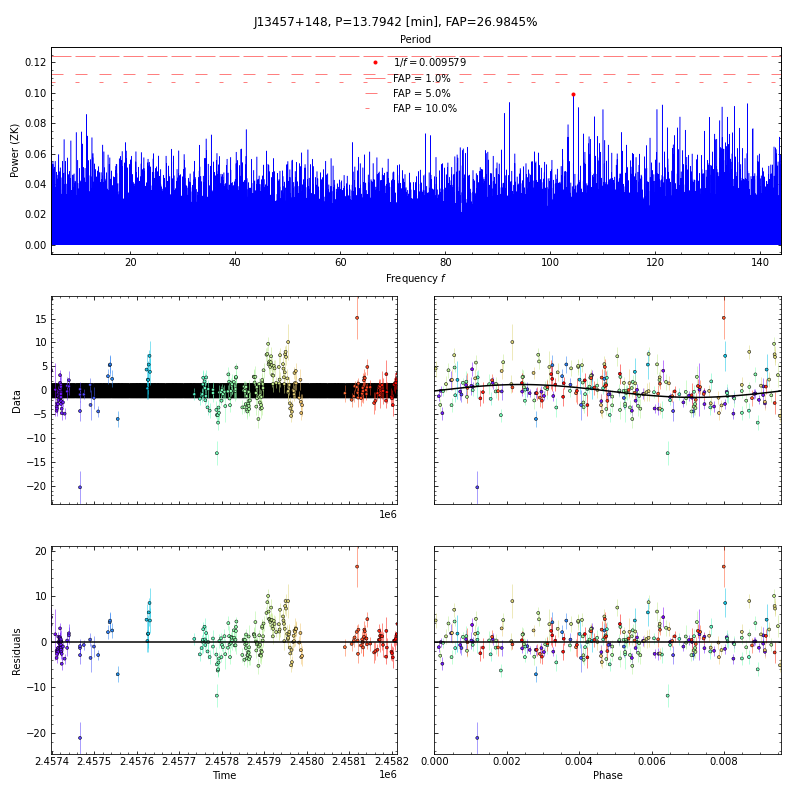 J13457+148, P=13.7942 [min], FAP=26.9845%
Period
Power (ZK)
0.12
0.10
0.08
0.06
0.04
0.02
0.00
1/f = 0.009579
FAP = 1.0%
FAP = 5.0%
FAP = 10.0%
20 40 60 80 100 120 140
Frequency f
Data
15
10
5
0
−5
−10
−15
−20
1e6
Residuals
20
10
0
−10
−20
2.4574 2.4575 2.4576 2.4577 2.4578 2.4579 2.4580 2.4581 2.4582
Time
1e6
0.000 0.002 0.004 0.006 0.008
Phase